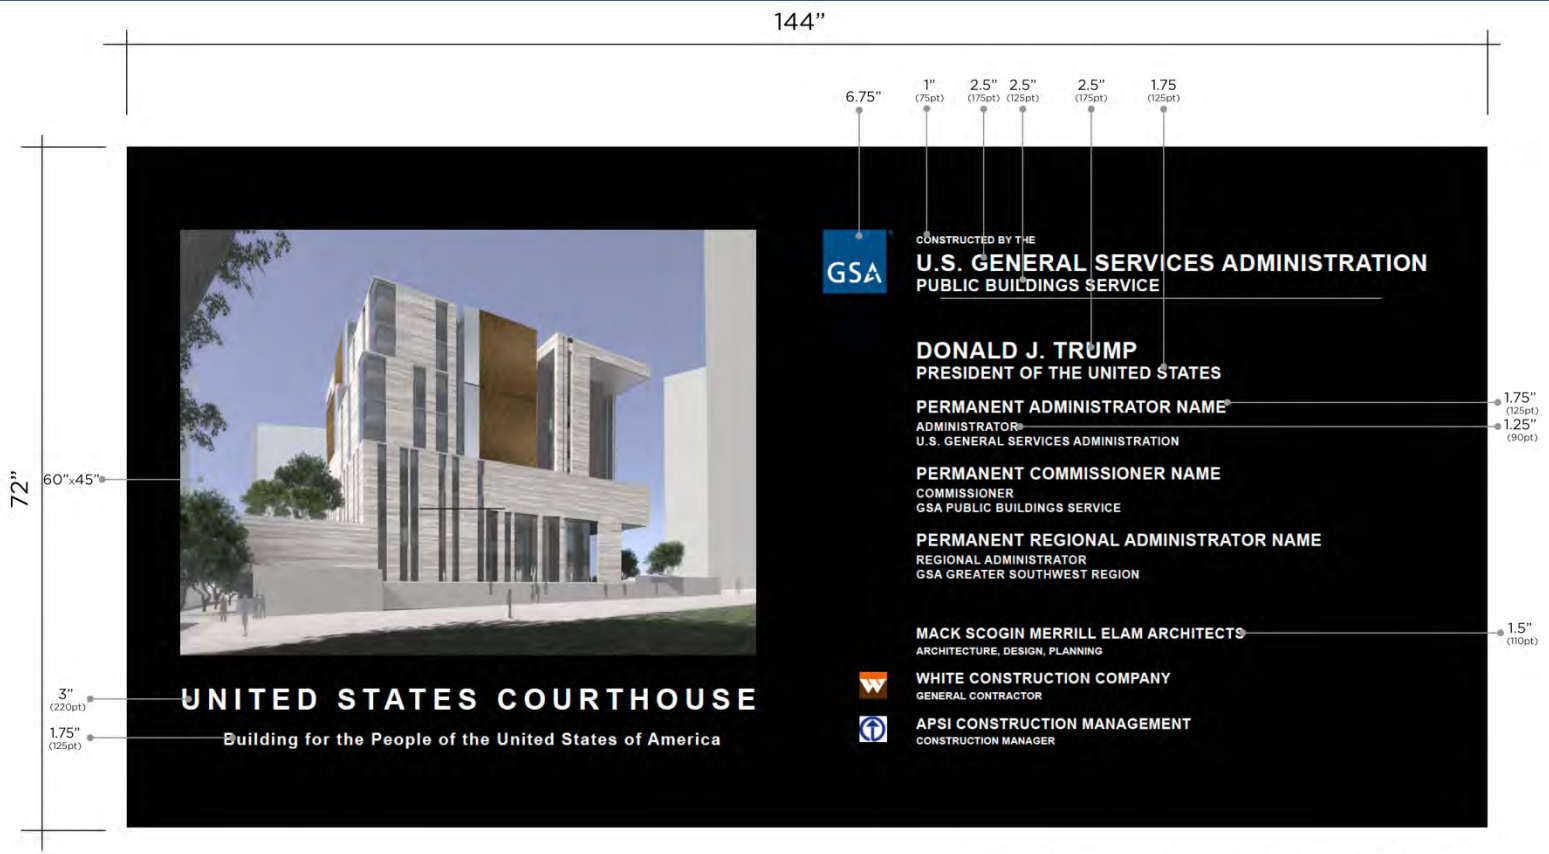 144”
6.75”
1”
(75pt)
2.5”
(175pt)
2.5”
(125pt)
2.5”
(175pt)
1.75
(125pt)
72”
60”x45”
3”
(220pt)
1.75”
(125pt)
UNITED STATES COURTHOUSE
Building for the People of the United States of America
GSA
CONSTRUCTED BY THE
U.S. GENERAL SERVICES ADMINISTRATION
PUBLIC BUILDINGS SERVICE
DONALD J. TRUMP
PRESIDENT OF THE UNITED STATES
PERMANENT ADMINISTRATOR NAME
ADMINISTRATOR
U.S. GENERAL SERVICES ADMINISTRATION
PERMANENT COMMISSIONER NAME
COMMISSIONER
GSA PUBLIC BUILDINGS SERVICE
PERMANENT REGIONAL ADMINISTRATOR NAME
REGIONAL ADMINISTRATOR
GSA GREATER SOUTHWEST REGION
MACK SCOGIN MERRILL ELAM ARCHITECTS
ARCHITECTURE, DESIGN, PLANNING
W
WHITE CONSTRUCTION COMPANY
GENERAL CONTRACTOR
APSI CONSTRUCTION MANAGEMENT
CONSTRUCTION MANAGER
1.75”
(125pt)
1.25”
(90pt)
1.5”
(110pt)